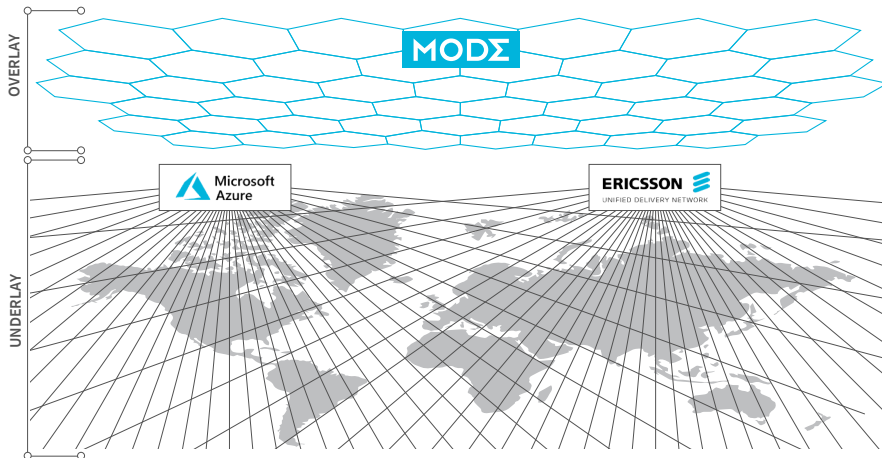 OVERLAY
MODΣ
UNDERLAY
Microsoft
Azure
ERICSSON
UNIFIED DELIVERY NETWORK